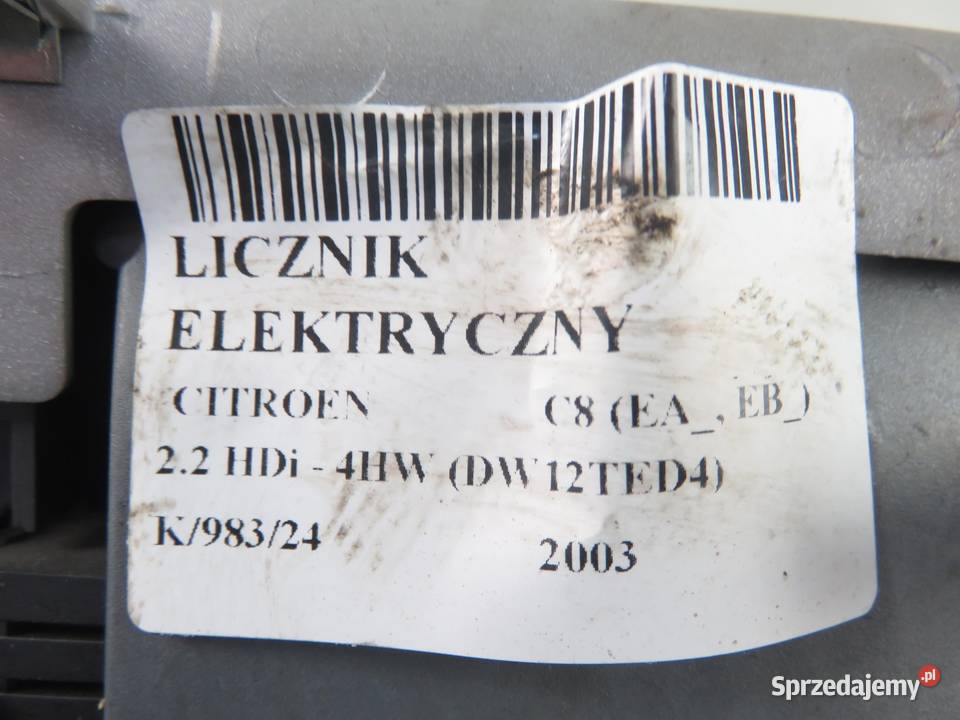 LICZNIK
ELEKTRYCZNY
CITROEN C8 (EA_, EB_)
2.2 HDi - 4HW (DW12TED4)
K/983/24 2003
Sprzedajemy.pl